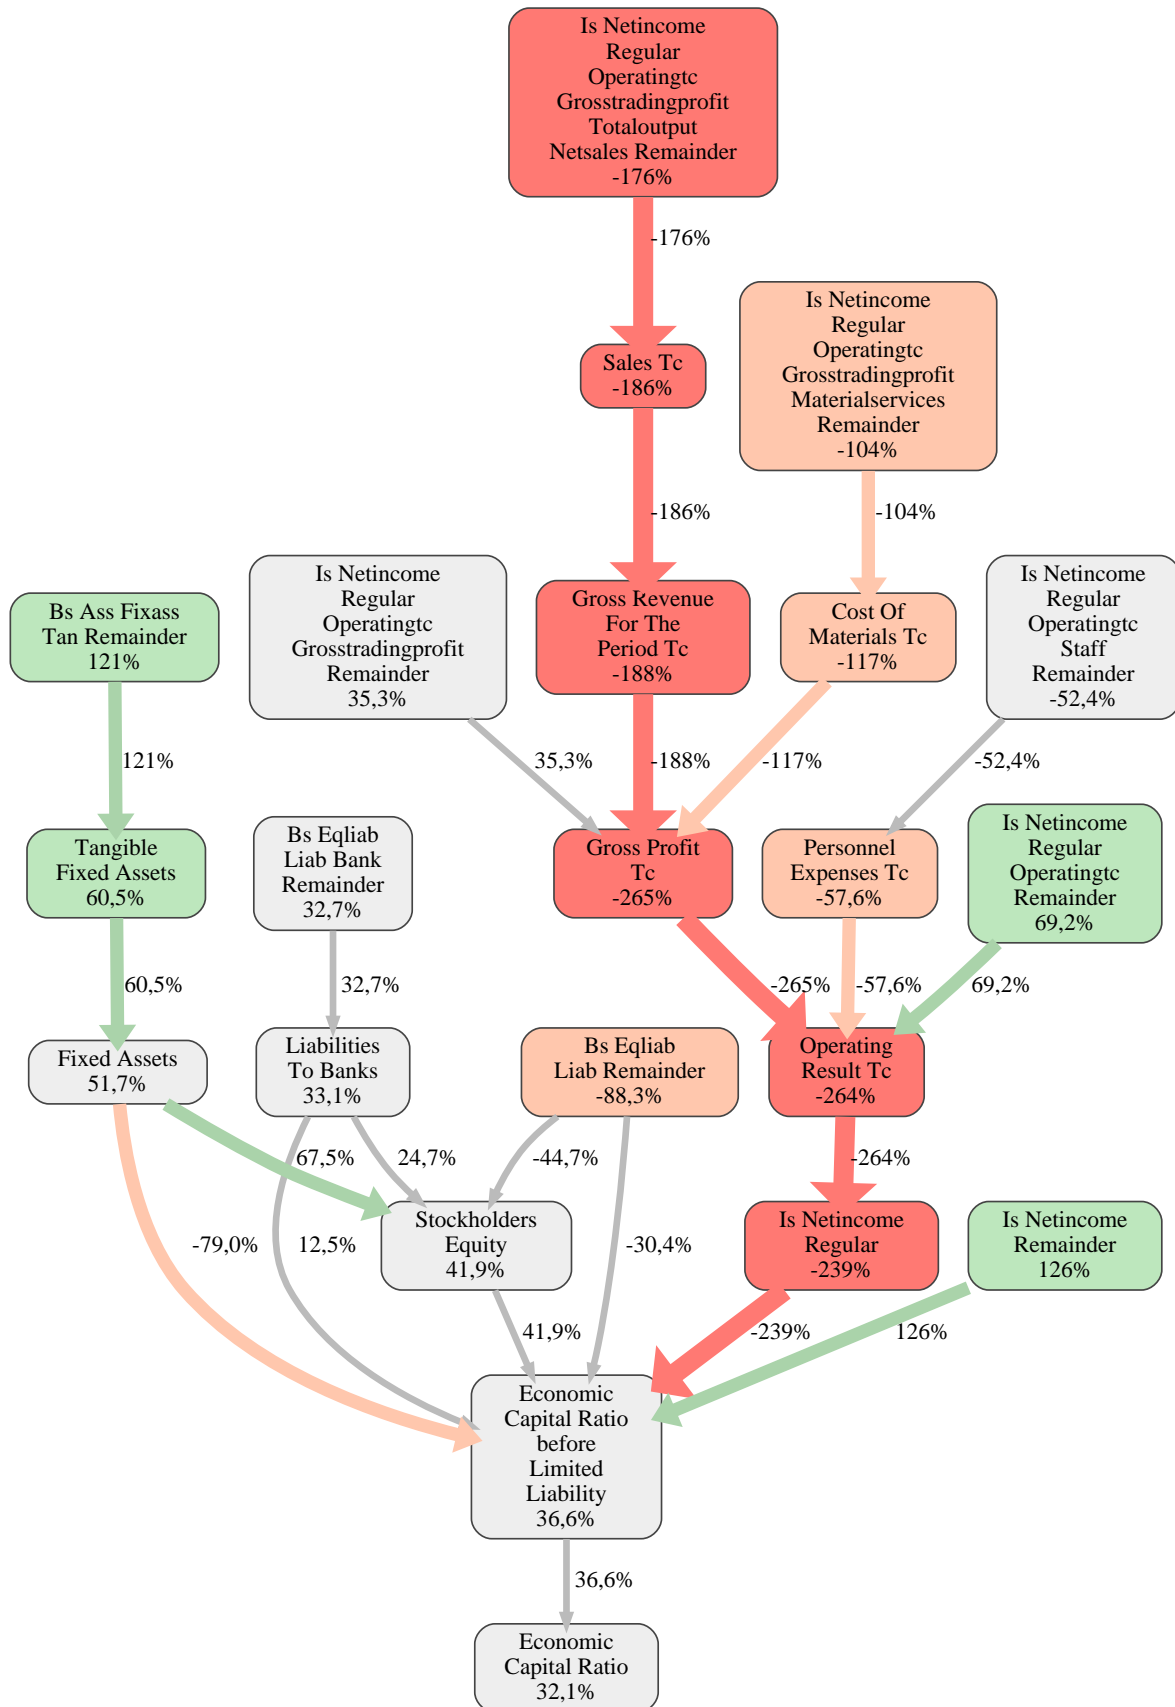 Is Netincome
Regular
Operatingtc
Grosstradingprofit
Totaloutput
Netsales Remainder
-176%
-176%
Is Netincome
Regular
Operatingtc
Grosstradingprofit
Materialservices
Remainder
-104%
Sales Tc
-186%
-186%
-104%
Bs Ass Fixass
Tan Remainder
121%
Is Netincome
Regular
Operatingtc
Grosstradingprofit
Remainder
35,3%
Gross Revenue
For The
Period Tc
-188%
Cost Of
Materials Tc
-117%
Is Netincome
Regular
Operatingtc
Staff
Remainder
-52,4%
121%
35,3%
-188%
-117%
-52,4%
Tangible
Fixed Assets
60,5%
Bs Eqliab
Liab Bank
Remainder
32,7%
Gross Profit
Tc
-265%
Personnel
Expenses Tc
-57,6%
Is Netincome
Regular
Operatingtc
Remainder
69,2%
60,5%
32,7%
-265%
-57,6%
69,2%
Fixed Assets
51,7%
Liabilities
To Banks
33,1%
Bs Eqliab
Liab Remainder
-88,3%
Operating
Result Tc
-264%
67,5%
24,7%
-44,7%
-264%
-79,0%
12,5%
Stockholders
Equity
41,9%
-30,4%
Is Netincome
Regular
-239%
Is Netincome
Remainder
126%
41,9%
-239%
126%
Economic
Capital Ratio
before
Limited
Liability
36,6%
36,6%
Economic
Capital Ratio
32,1%